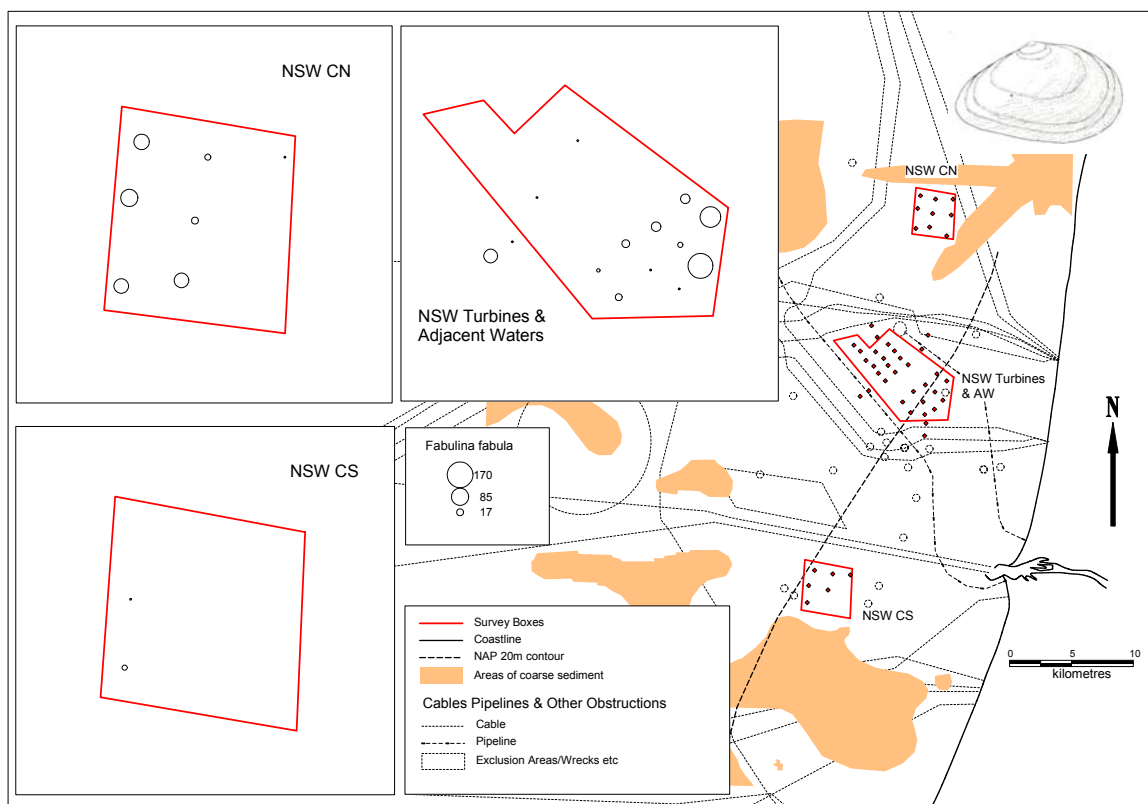 NSW CN
NSW Turbines &
Adjacent Waters
NSW CS
Fabulina fabula
170
85
17
Survey Boxes
Coastline
NAP 20m contour
Areas of coarse sediment
Cables Pipelines & Other Obstructions
Cable
Pipeline
Exclusion Areas/Wrecks etc
NSW CN
NSW Turbines
& AW
NSW CS
N
0 5 10
kilometres